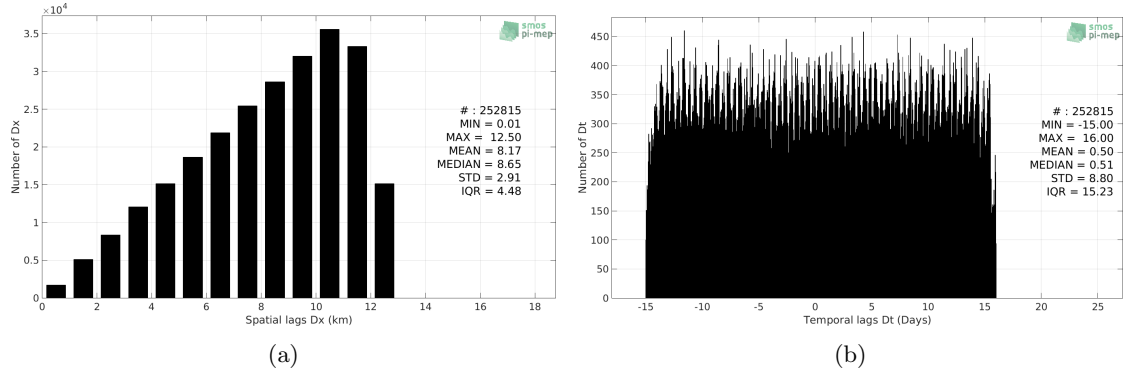 ×10⁴
3.5
3
2.5
2
1.5
1
0.5
0
0 2 4 6 8 10 12 14 16 18
Number of Dx
Spatial lags Dx (km)
smos
pi-mep
# : 252815
MIN = 0.01
MAX = 12.50
MEAN = 8.17
MEDIAN = 8.65
STD = 2.91
IQR = 4.48
(a)
450
400
350
300
250
200
150
100
50
0
-15 -10 -5 0 5 10 15 20 25
Number of Dt
Temporal lags Dt (Days)
smos
pi-mep
# : 252815
MIN = -15.00
MAX = 16.00
MEAN = 0.50
MEDIAN = 0.51
STD = 8.80
IQR = 15.23
(b)